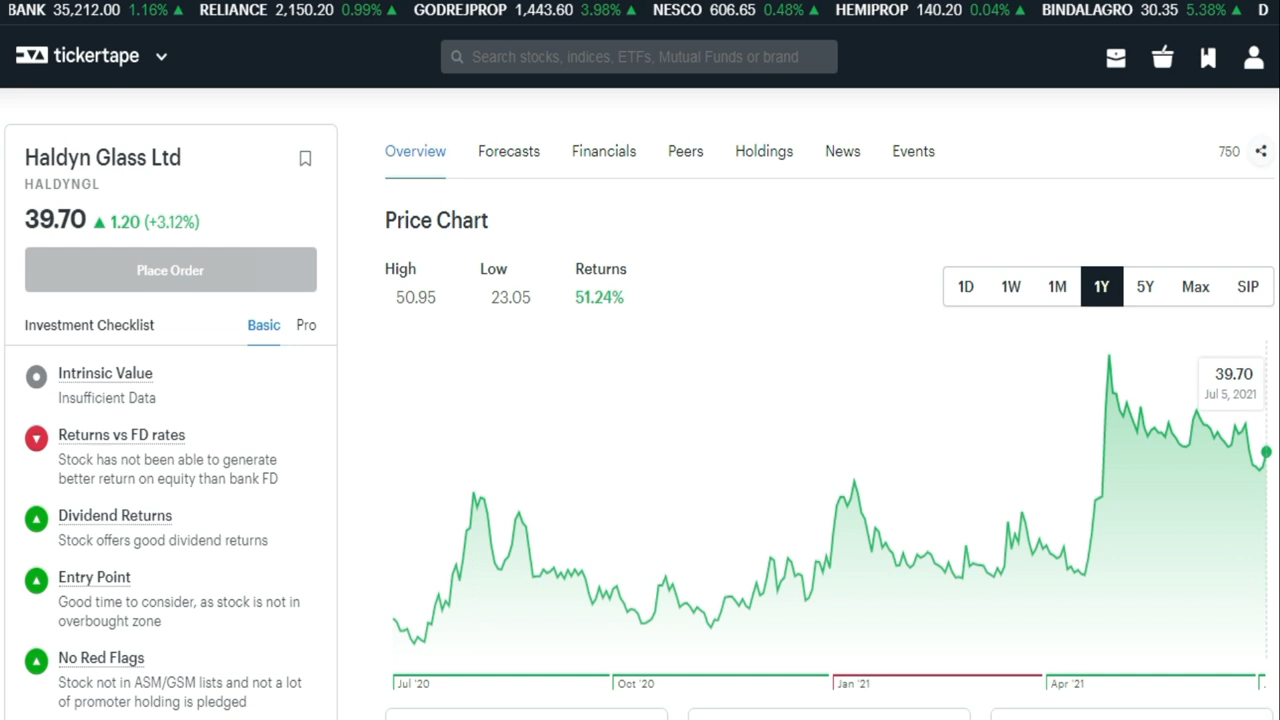 BANK 35,212.00 1.16% ▲ RELIANCE 2,150.20 0.99% ▲ GODREJPROP 1,443.60 3.98% ▲ NESCO 606.65 0.48% ▲ HEMIPROP 140.20 0.04% ▲ BINDALAGRO 30.35 5.38% ▲ D
tickertape
Search stocks, indices, ETFs, Mutual Funds or brand
Haldyn Glass Ltd
HALDYNGL
39.70 ▲ 1.20 (+3.12%)
Place Order
Investment Checklist Basic Pro
Intrinsic Value
Insufficient Data
Returns vs FD rates
Stock has not been able to generate
better return on equity than bank FD
Dividend Returns
Stock offers good dividend returns
Entry Point
Good time to consider, as stock is not in
overbought zone
No Red Flags
Stock not in ASM/GSM lists and not a lot
of promoter holding is pledged
Overview Forecasts Financials Peers Holdings News Events 750
Price Chart
High Low Returns
50.95 23.05 51.24%
1D 1W 1M 1Y 5Y Max SIP
39.70
Jul 5, 2021
Jul '20 Oct '20 Jan '21 Apr '21